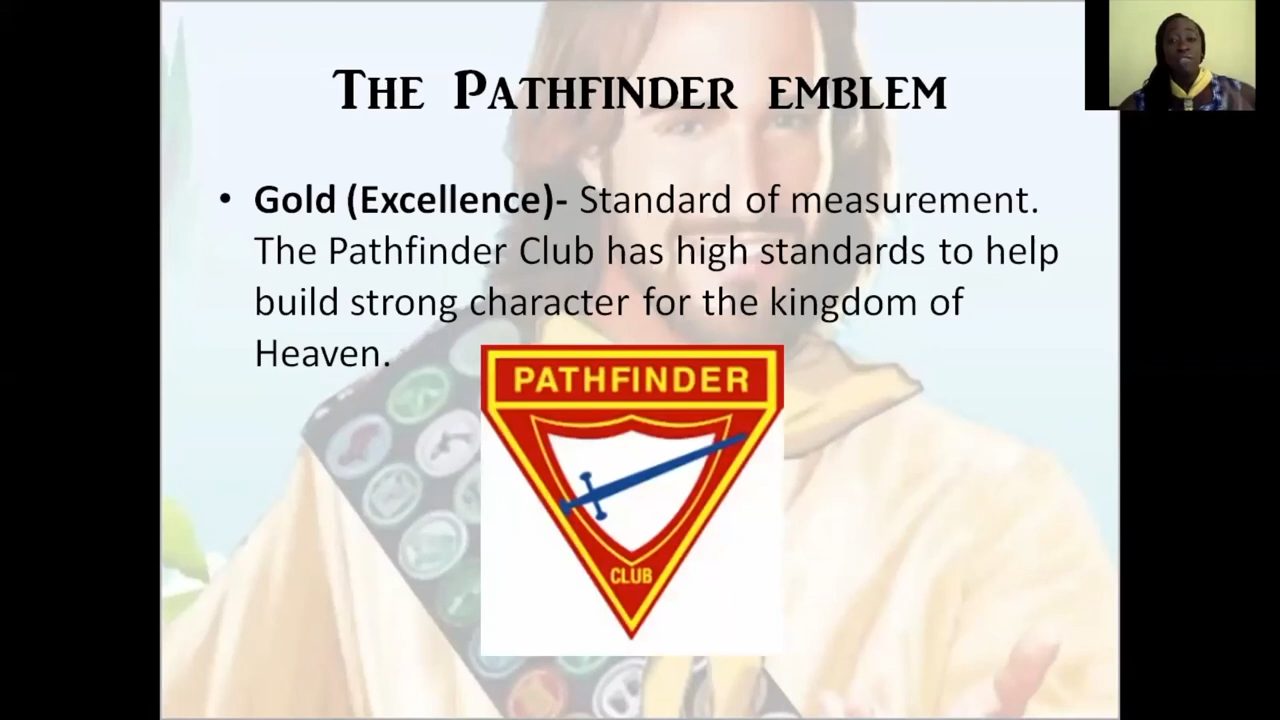 The Pathfinder emblem
• Gold (Excellence)- Standard of measurement.
The Pathfinder Club has high standards to help
build strong character for the kingdom of
Heaven.
PATHFINDER
CLUB